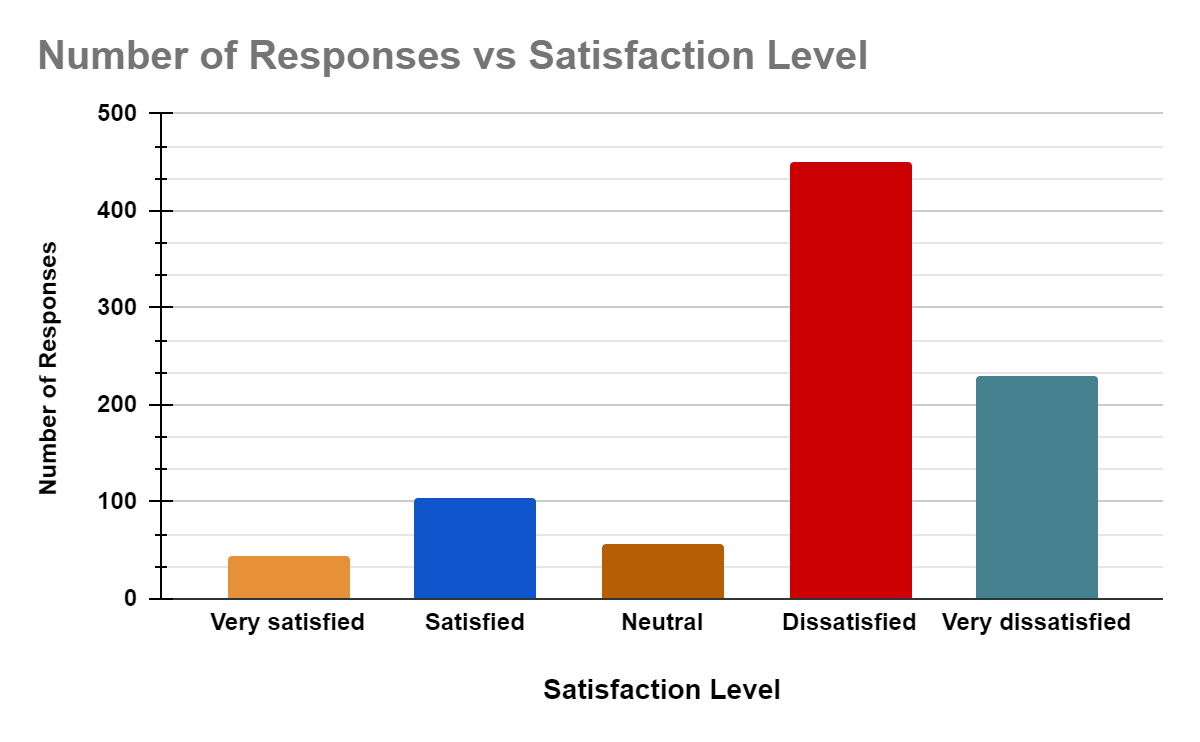 Number of Responses vs Satisfaction Level
500
400
300
200
100
0
Number of Responses
Very satisfied
Satisfied
Neutral
Dissatisfied
Very dissatisfied
Satisfaction Level